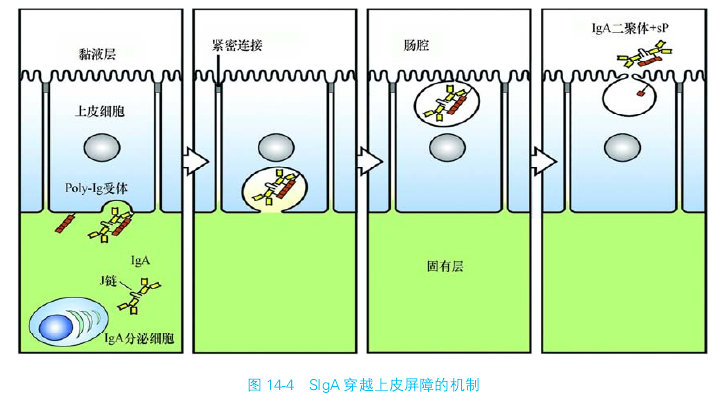 黏液层
上皮细胞
Poly-Ig受体
IgA
J链
IgA分泌细胞
紧密连接
肠腔
固有层
IgA二聚体+sP
图 14-4 SIgA 穿越上皮屏障的机制